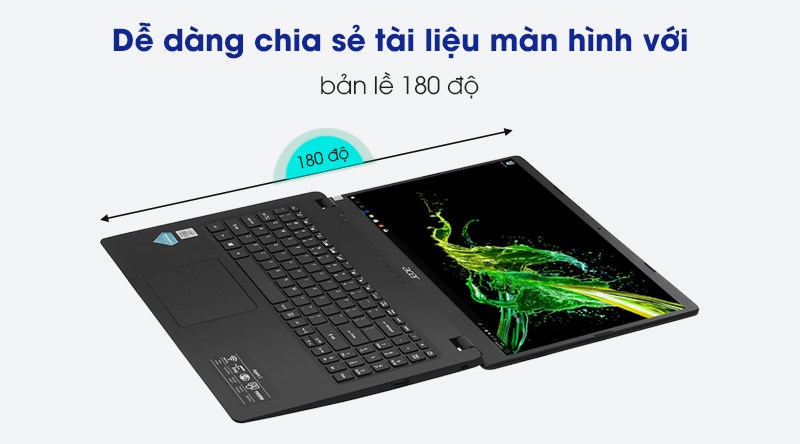 Dễ dàng chia sẻ tài liệu màn hình với
bản lề 180 độ
180 độ
acer